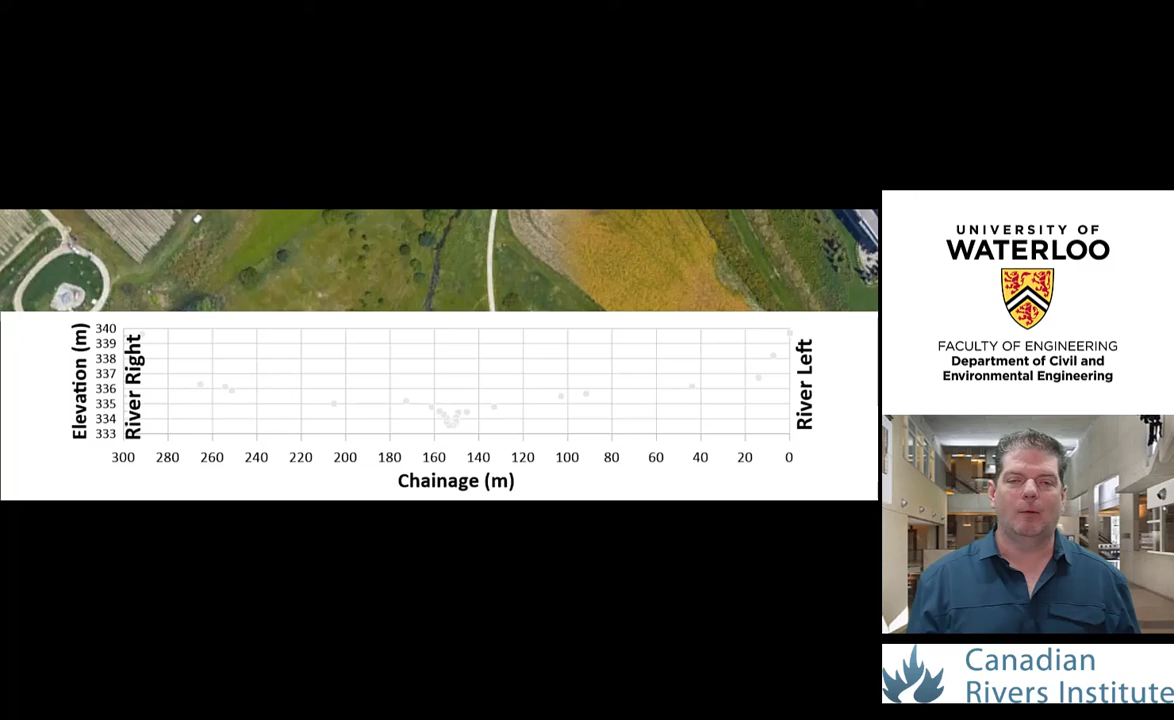 UNIVERSITY OF
WATERLOO
FACULTY OF ENGINEERING
Department of Civil and
Environmental Engineering
Elevation (m)
River Right
340
339
338
337
336
335
334
333
River Left
300 280 260 240 220 200 180 160 140 120 100 80 60 40 20 0
Chainage (m)
Canadian
Rivers Institute